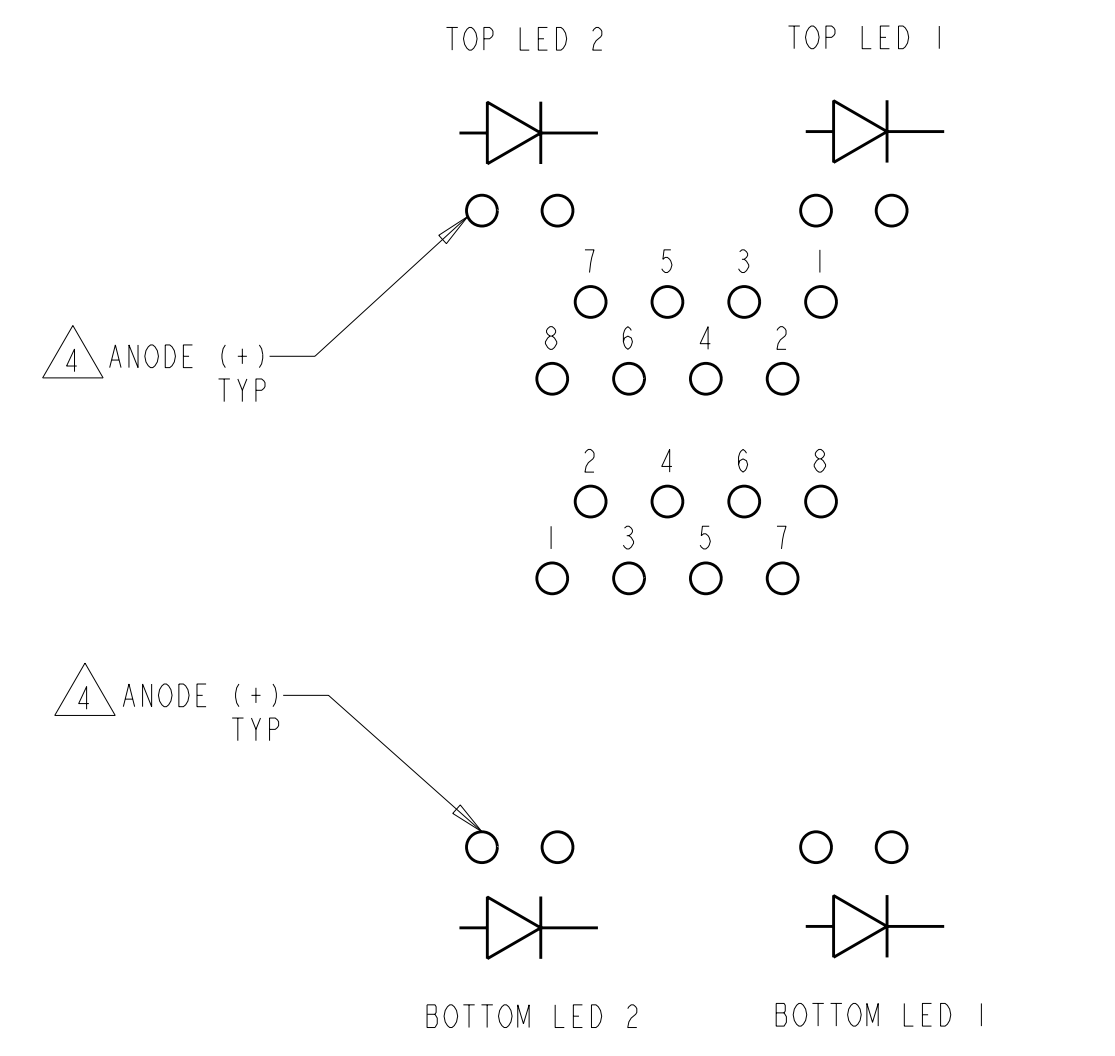 TOP LED 2 TOP LED 1
7 5 3 1
8 6 4 2
4 ANODE (+)
TYP
2 4 6 8
1 3 5 7
4 ANODE (+)
TYP
BOTTOM LED 2 BOTTOM LED 1